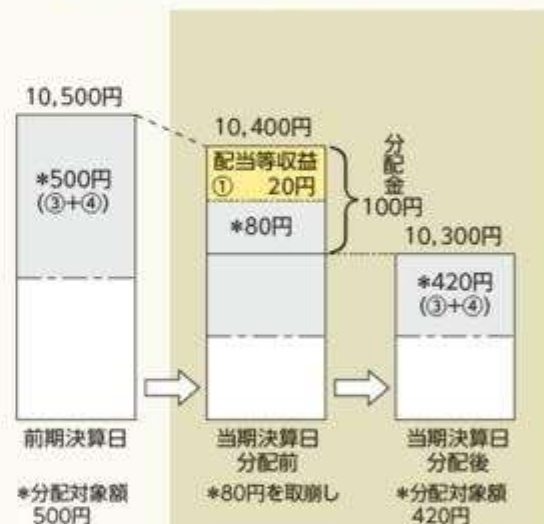 10,500円
*500円
(③+④)
前期決算日
*分配対象額
500円
10,400円
配当等収益
① 20円
*80円
分配金
100円
当期決算日
分配前
*80円を取崩し
10,300円
*420円
(③+④)
当期決算日
分配後
*分配対象額
420円